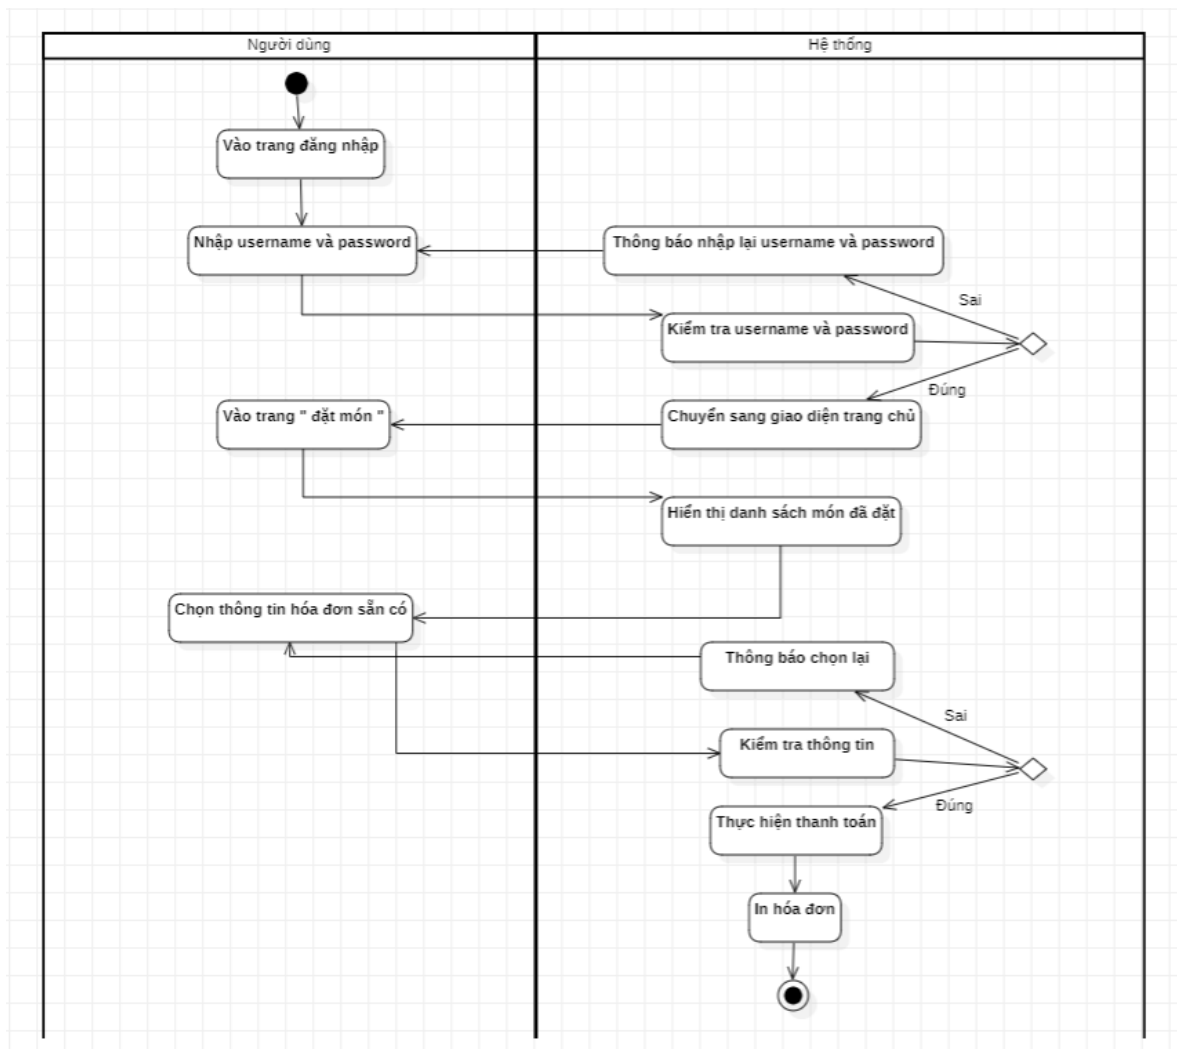 Người dùng
Hệ thống
Vào trang đăng nhập
Nhập username và password
Thông báo nhập lại username và password
Sai
Kiểm tra username và password
Đúng
Vào trang " đặt món "
Chuyển sang giao diện trang chủ
Hiển thị danh sách món đã đặt
Chọn thông tin hóa đơn sẵn có
Thông báo chọn lại
Sai
Kiểm tra thông tin
Đúng
Thực hiện thanh toán
In hóa đơn